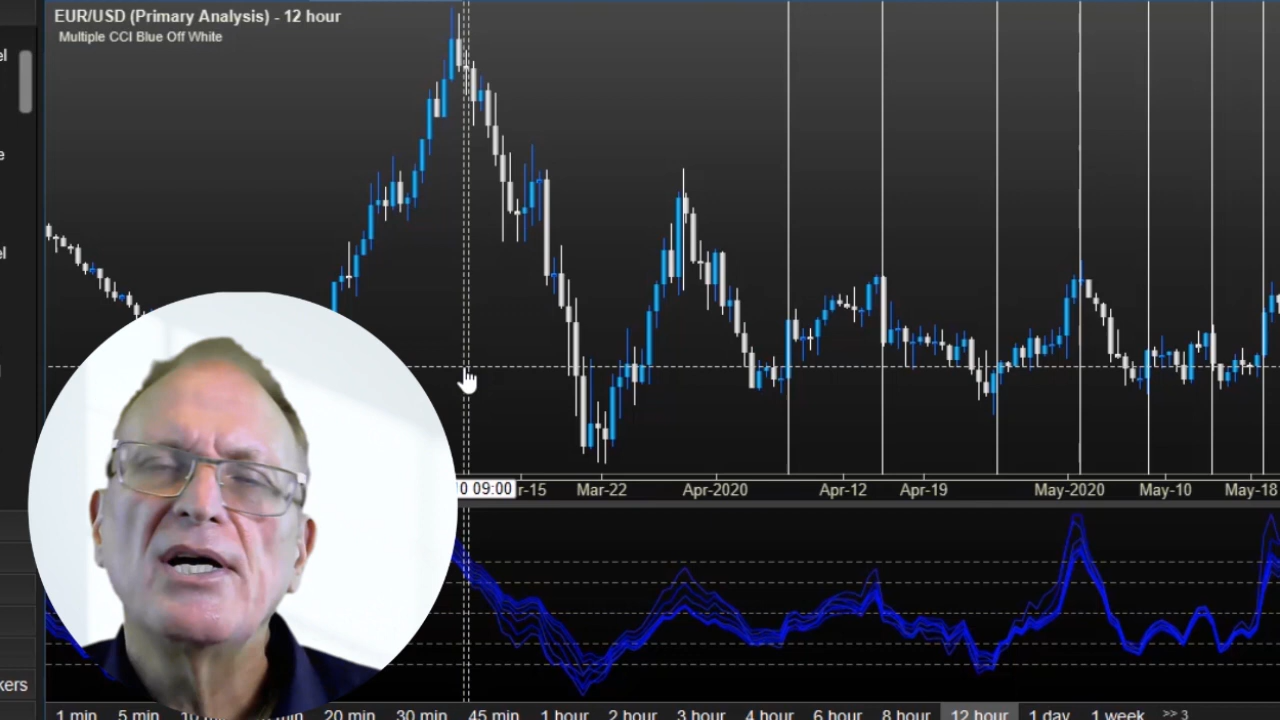 EUR/USD (Primary Analysis) - 12 hour
Multiple CCI Blue Off White
09:00
Mar-22
Apr-2020
Apr-12
Apr-19
May-2020
May-10
May-18
1 min
5 min
20 min
30 min
45 min
1 hour
2 hour
3 hour
4 hour
6 hour
8 hour
12 hour
1 day
1 week
>> 3